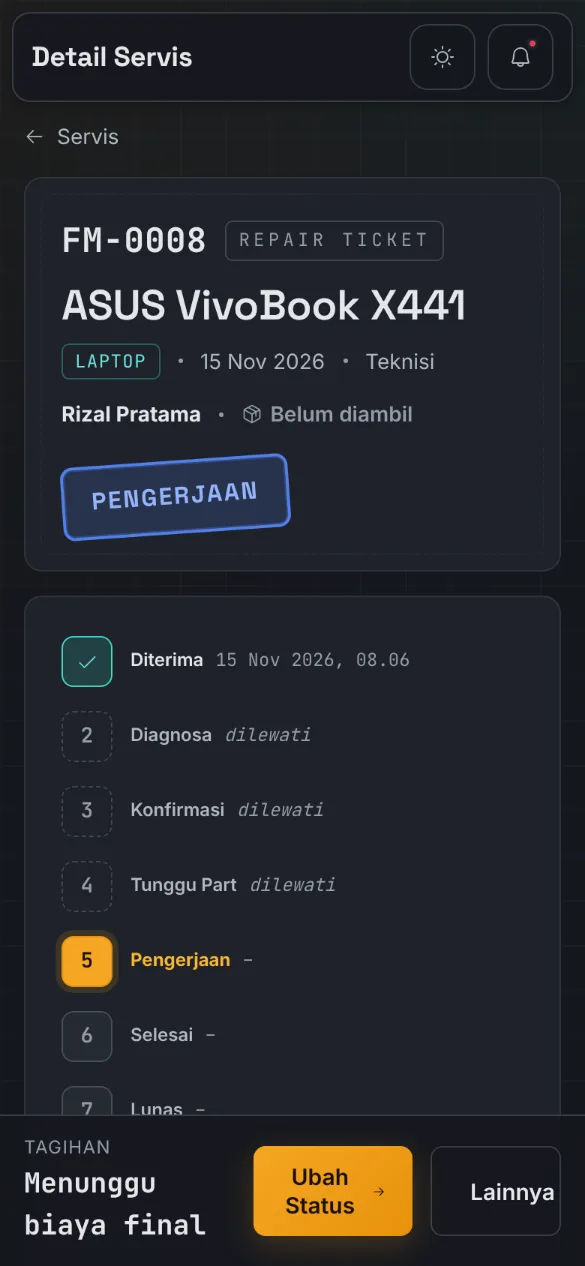 Detail Servis
← Servis
FM-0008 REPAIR TICKET
ASUS VivoBook X441
LAPTOP • 15 Nov 2026 • Teknisi
Rizal Pratama • Belum diambil
PENGERJAAN
Diterima 15 Nov 2026, 08.06
2 Diagnosa dilewati
3 Konfirmasi dilewati
4 Tunggu Part dilewati
5 Pengerjaan –
6 Selesai –
7 Lunas –
TAGIHAN
Menunggu
biaya final
Ubah
Status →
Lainnya